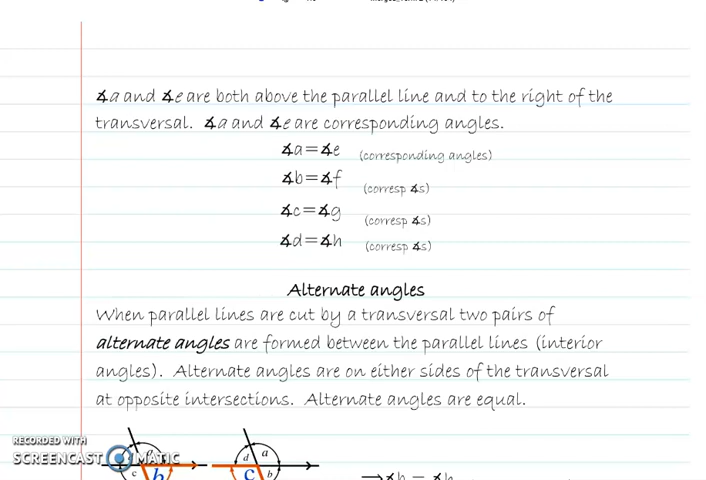 ∡a and ∡e are both above the parallel line and to the right of the
transversal. ∡a and ∡e are corresponding angles.
∡a=∡e (corresponding angles)
∡b=∡f (corresp ∡s)
∡c=∡g (corresp ∡s)
∡d=∡h (corresp ∡s)
Alternate angles
When parallel lines are cut by a transversal two pairs of
alternate angles are formed between the parallel lines (interior
angles). Alternate angles are on either sides of the transversal
at opposite intersections. Alternate angles are equal.
d a
c b c b
RECORDED WITH
SCREENCAST MATIC